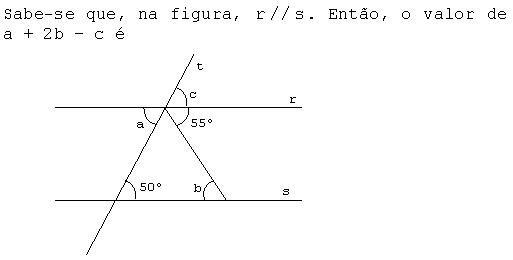 Sabe-se que, na figura, r//s. Então, o valor de
a + 2b - c é
t
c
r
a
55°
50°
b
s